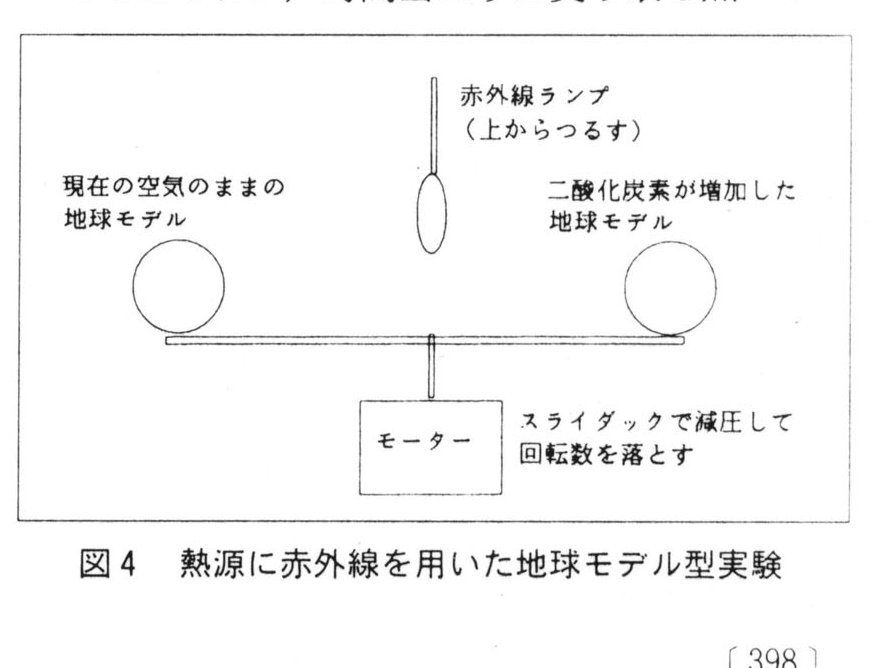 赤外線ランプ
(上からつるす)
現在の空気のままの
地球モデル
二酸化炭素が増加した
地球モデル
モーター
スライダックで減圧して
回転数を落とす
図4 熱源に赤外線を用いた地球モデル型実験
〔398〕